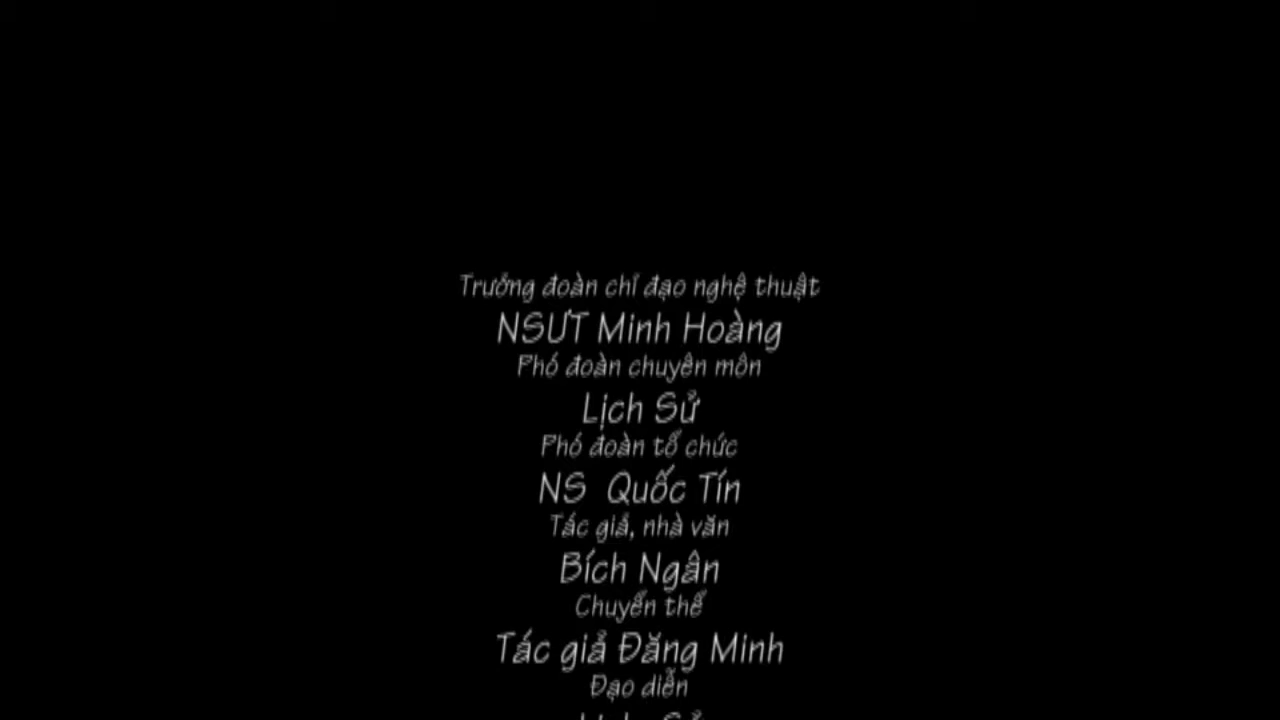 Trưởng đoàn chỉ đạo nghệ thuật
NSƯT Minh Hoàng
Phó đoàn chuyên môn
Lịch Sử
Phó đoàn tổ chức
NS Quốc Tín
Tác giả, nhà văn
Bích Ngân
Chuyển thể
Tác giả Đăng Minh
Đạo diễn